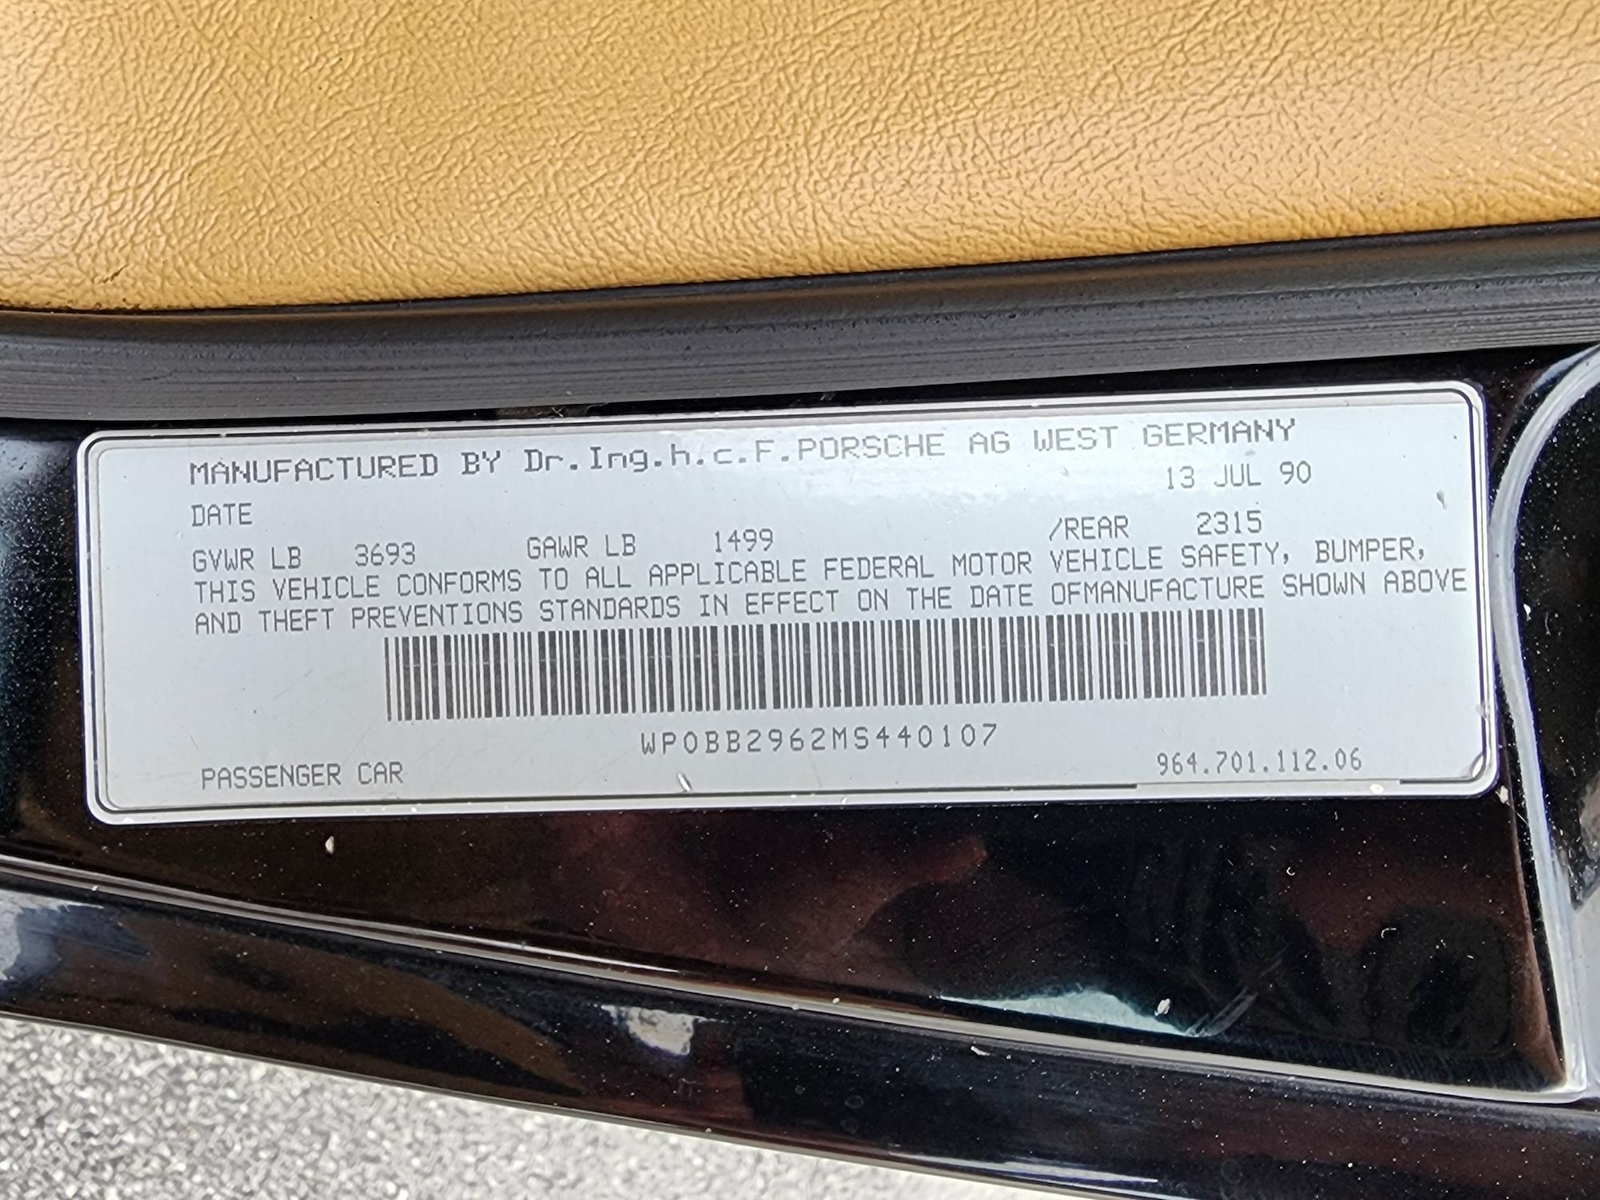 MANUFACTURED BY Dr.Ing.h.c.F.PORSCHE AG WEST GERMANY
DATE 13 JUL 90
GVWR LB 3693 GAWR LB 1499 /REAR 2315
THIS VEHICLE CONFORMS TO ALL APPLICABLE FEDERAL MOTOR VEHICLE SAFETY, BUMPER,
AND THEFT PREVENTIONS STANDARDS IN EFFECT ON THE DATE OFMANUFACTURE SHOWN ABOVE
WP0BB2962MS440107
PASSENGER CAR 964.701.112.06